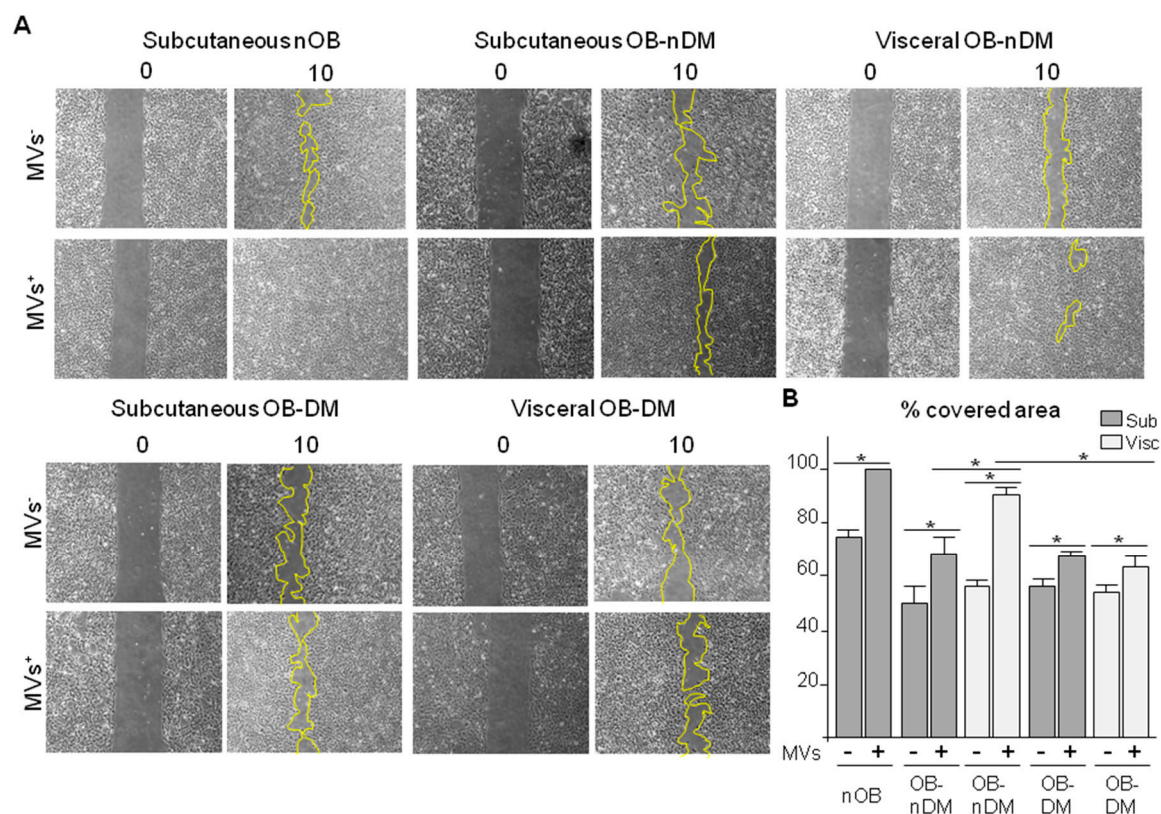 A
Subcutaneous nOB
Subcutaneous OB-nDM
Visceral OB-nDM
0 10 0 10 0 10
MVs-
MVs+
Subcutaneous OB-DM
Visceral OB-DM
0 10 0 10
MVs-
MVs+
B
% covered area
Sub
Visc
* * * * * * *
100
80
60
40
20
MVs - + - + - + - + - +
nOB OB-nDM OB-nDM OB-DM OB-DM